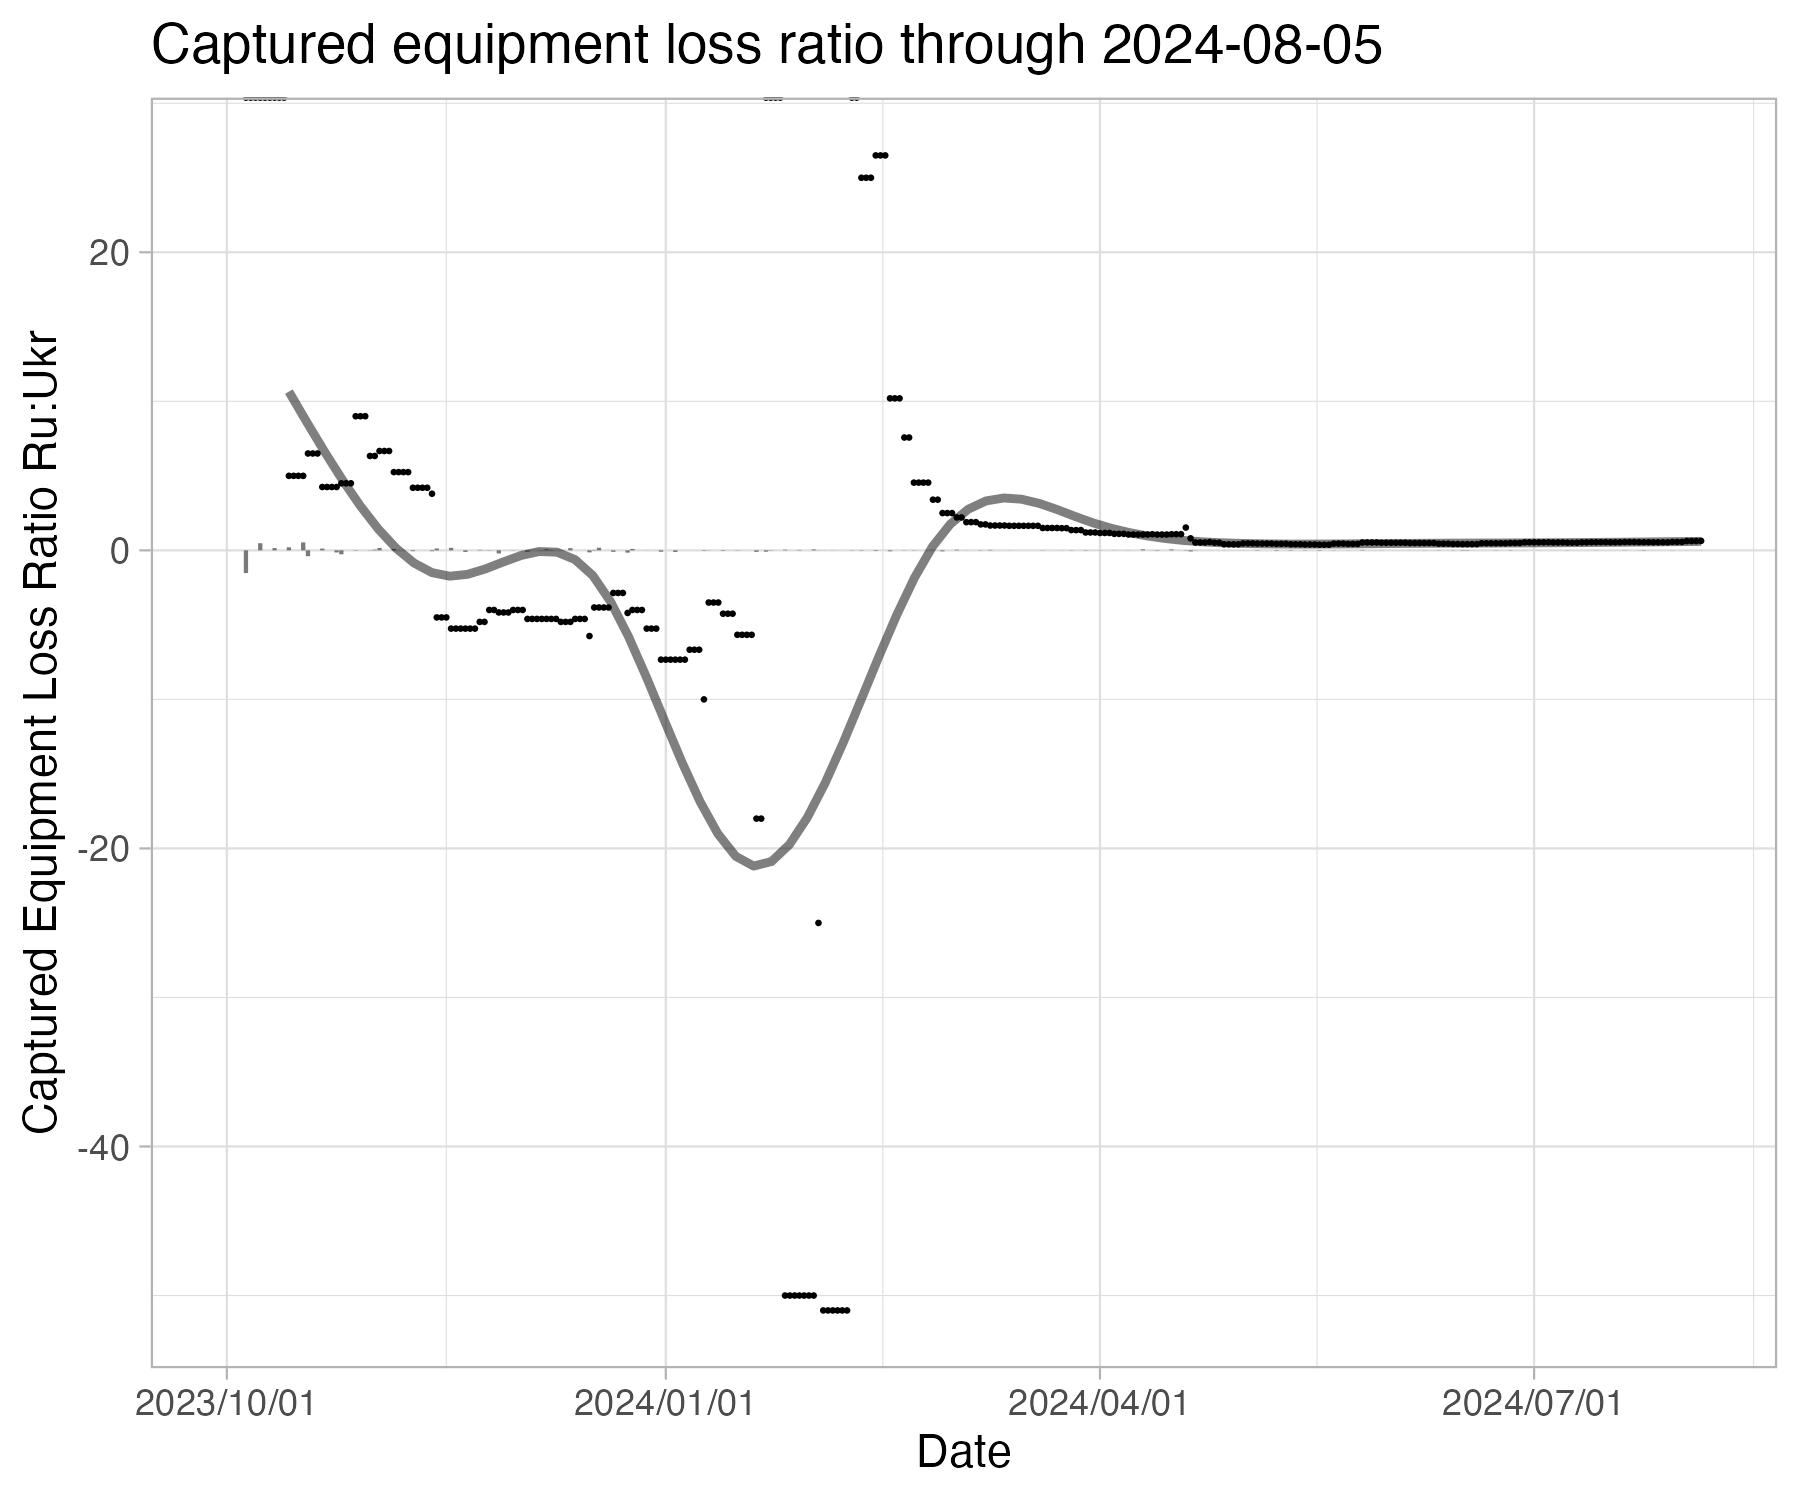 Captured equipment loss ratio through 2024-08-05
Captured Equipment Loss Ratio Ru:Ukr
20
0
-20
-40
2023/10/01
2024/01/01
2024/04/01
2024/07/01
Date